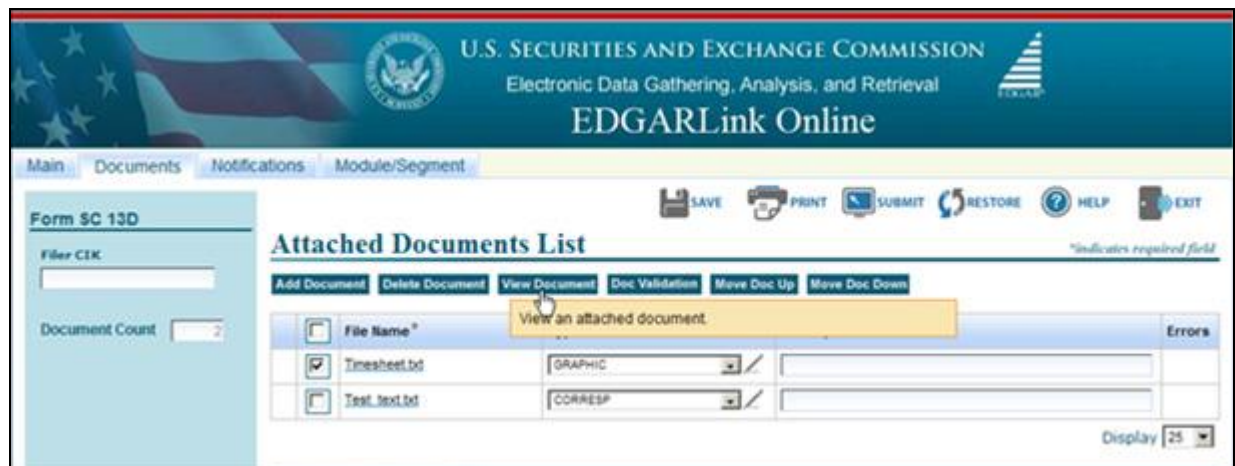 U.S. SECURITIES AND EXCHANGE COMMISSION
Electronic Data Gathering, Analysis, and Retrieval
EDGARLink Online
Main Documents Notifications Module/Segment
SAVE PRINT SUBMIT RESTORE HELP EXIT
Form SC 13D
Attached Documents List
*indicates required field
Filer CIK
Add Document Delete Document View Document Doc Validation Move Doc Up Move Doc Down
View an attached document.
Document Count 2
File Name* Errors
Timesheet.txt GRAPHIC
Test_text.txt CORRESP
Display 25